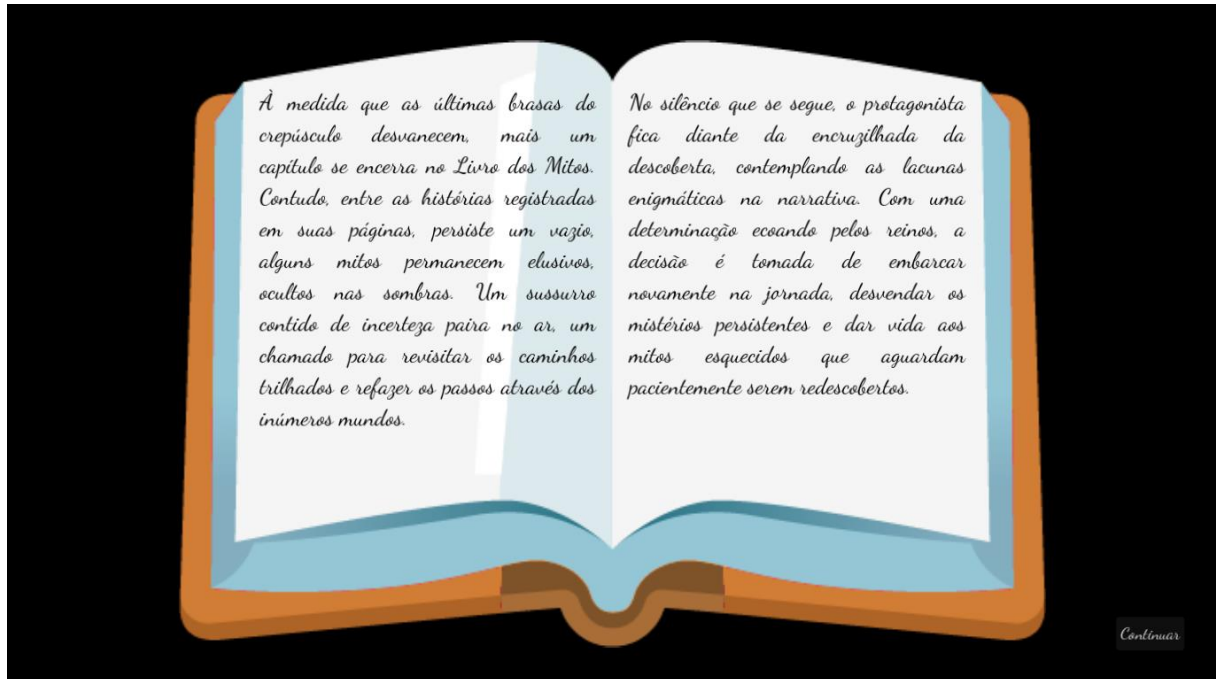 À medida que as últimas brasas do
crepúsculo desvanecem, mais um
capítulo se encerra no Livro dos Mitos.
Contudo, entre as histórias registradas
em suas páginas, persiste um vazio,
alguns mitos permanecem elusivos,
ocultos nas sombras. Um sussurro
contido de incerteza paira no ar, um
chamado para revisitar os caminhos
trilhados e refazer os passos através dos
inúmeros mundos.
No silêncio que se segue, o protagonista
fica diante da encruzilhada da
descoberta, contemplando as lacunas
enigmáticas na narrativa. Com uma
determinação ecoando pelos reinos, a
decisão é tomada de embarcar
novamente na jornada, desvendar os
mistérios persistentes e dar vida aos
mitos esquecidos que aguardam
pacientemente serem redescobertos.
Continuar